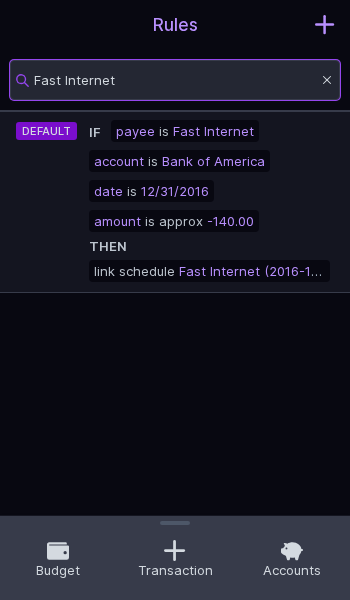 Rules
Fast Internet
DEFAULT
IF payee is Fast Internet
account is Bank of America
date is 12/31/2016
amount is approx -140.00
THEN
link schedule Fast Internet (2016-1...
Budget Transaction Accounts